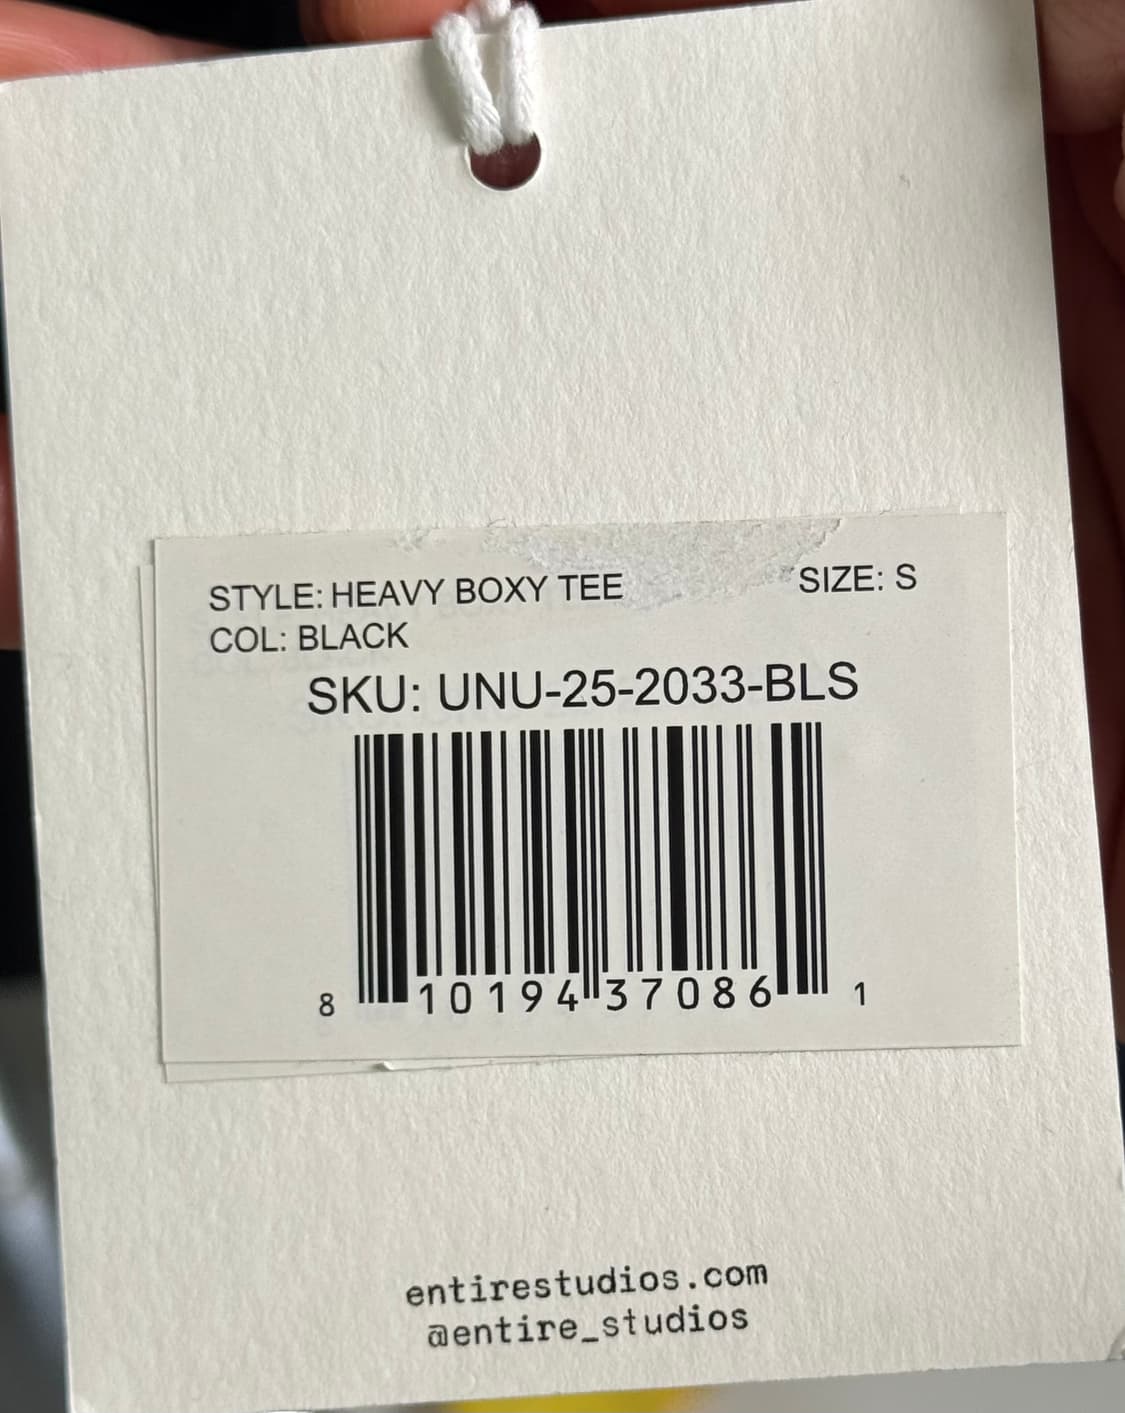 STYLE: HEAVY BOXY TEE SIZE: S
COL: BLACK
SKU: UNU-25-2033-BLS
8 10194 37086 1
entirestudios.com
@entire_studios